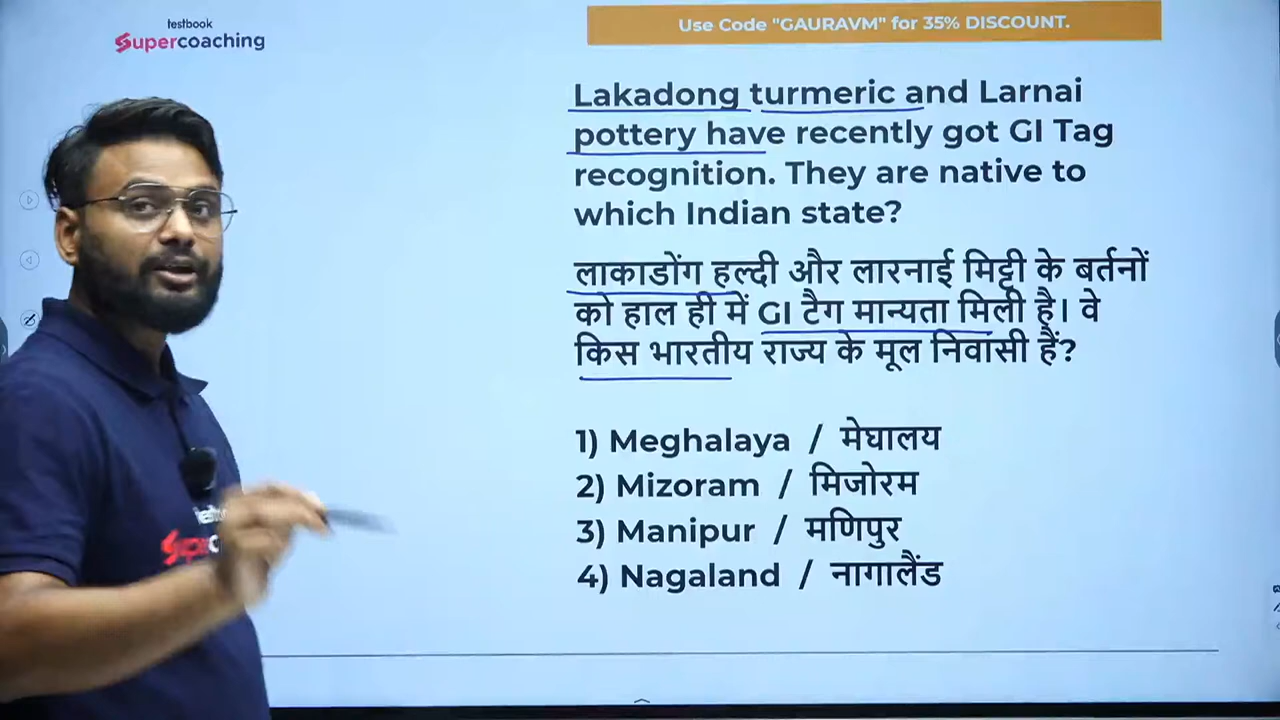 testbook
Supercoaching
Use Code "GAURAVM" for 35% DISCOUNT.
Lakadong turmeric and Larnai
pottery have recently got GI Tag
recognition. They are native to
which Indian state?
लाकाडोंग हल्दी और लारनाई मिट्टी के बर्तनों
को हाल ही में GI टैग मान्यता मिली है। वे
किस भारतीय राज्य के मूल निवासी हैं?
1) Meghalaya / मेघालय
2) Mizoram / मिजोरम
3) Manipur / मणिपुर
4) Nagaland / नागालैंड